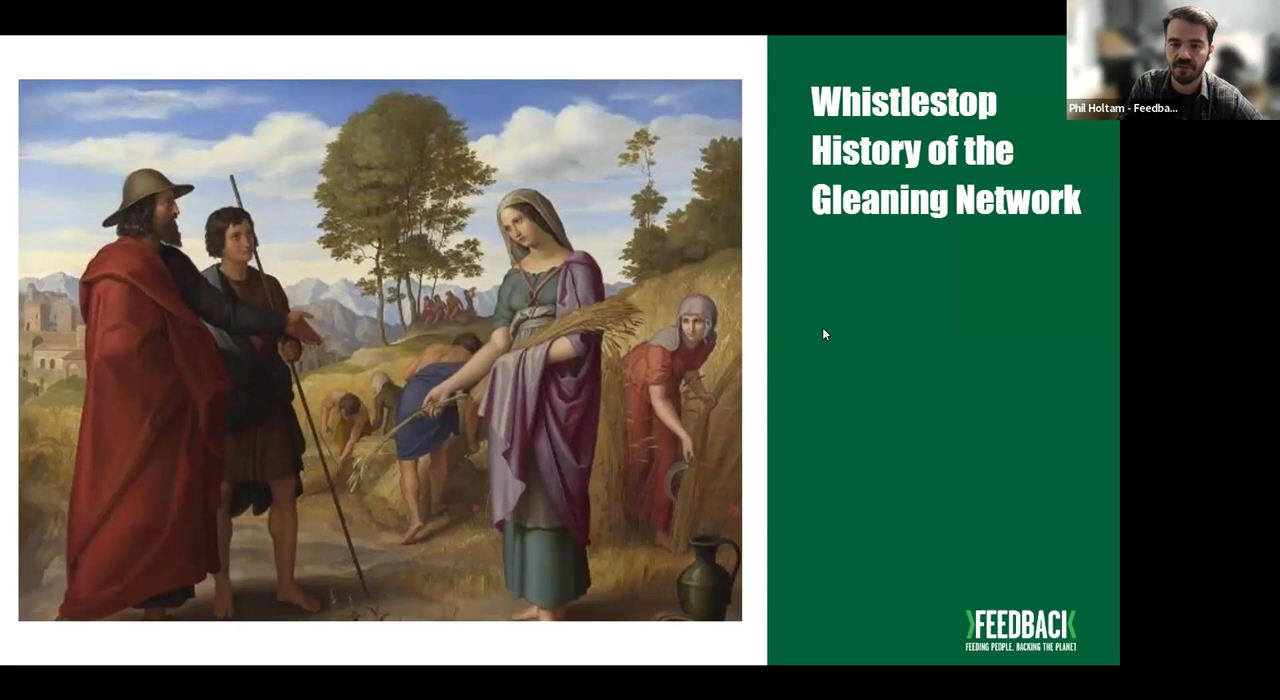 Whistlestop
History of the
Gleaning Network
Phil Holtam - Feedba...
FEEDBACK
FEEDING PEOPLE. BACKING THE PLANET